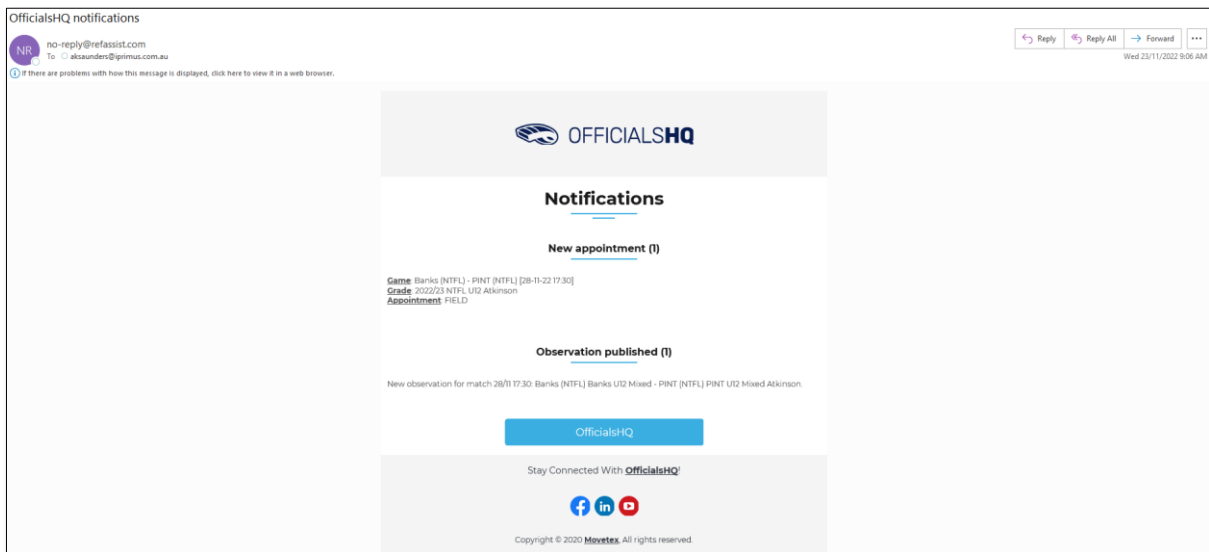 OfficialsHQ notifications
NR
no-reply@refassist.com
To aksaunders@iprimus.com.au
Reply Reply All Forward ...
Wed 23/11/2022 9:06 AM
If there are problems with how this message is displayed, click here to view it in a web browser.
OFFICIALSHQ
Notifications
New appointment (1)
Game: Banks (NTFL) - PINT (NTFL) [28-11-22 17:30]
Grade: 2022/23 NTFL U12 Atkinson
Appointment: FIELD
Observation published (1)
New observation for match 28/11 17:30: Banks (NTFL) Banks U12 Mixed - PINT (NTFL) PINT U12 Mixed Atkinson.
OfficialsHQ
Stay Connected With OfficialsHQ!
in
Copyright © 2020 Movetex, All rights reserved.